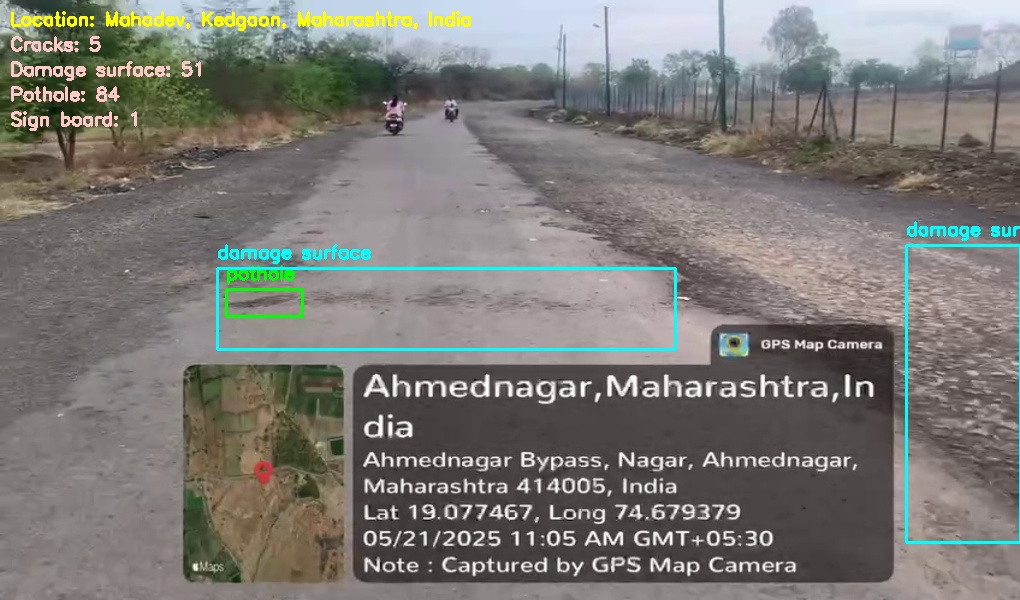 Location: Mahadev, Kedgaon, Maharashtra, India
Cracks: 5
Damage surface: 51
Pothole: 84
Sign board: 1
damage sur
damage surface
pothole
GPS Map Camera
Ahmednagar,Maharashtra,In
dia
Ahmednagar Bypass, Nagar, Ahmednagar,
Maharashtra 414005, India
Lat 19.077467, Long 74.679379
05/21/2025 11:05 AM GMT+05:30
Note : Captured by GPS Map Camera
Maps